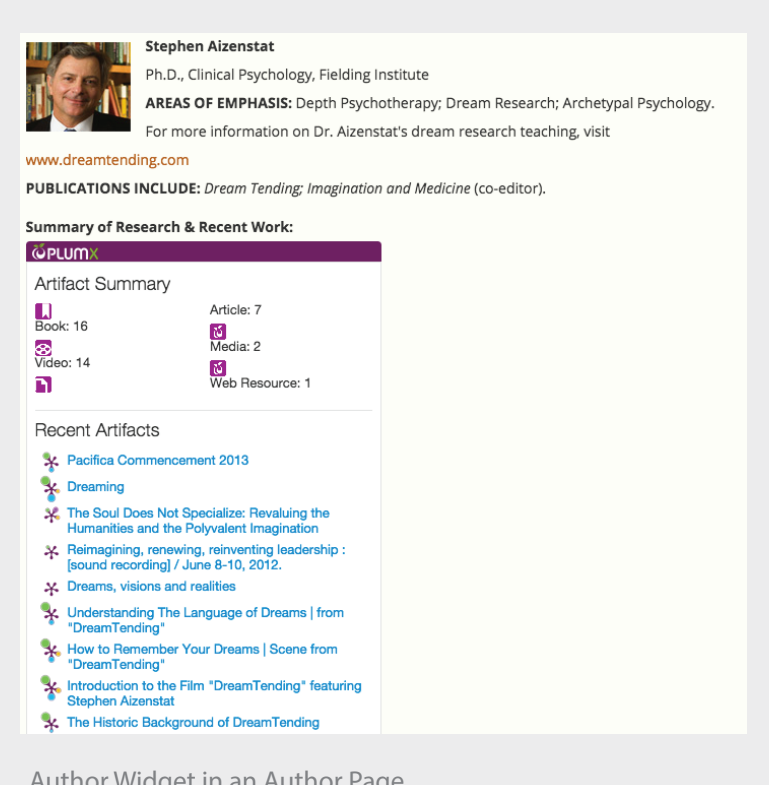 Stephen Aizenstat
Ph.D., Clinical Psychology, Fielding Institute
AREAS OF EMPHASIS: Depth Psychotherapy; Dream Research; Archetypal Psychology.
For more information on Dr. Aizenstat's dream research teaching, visit
www.dreamtending.com
PUBLICATIONS INCLUDE: Dream Tending; Imagination and Medicine (co-editor).
Summary of Research & Recent Work:
PLUMX
Artifact Summary
Book: 16
Video: 14
Article: 7
Media: 2
Web Resource: 1
Recent Artifacts
Pacifica Commencement 2013
Dreaming
The Soul Does Not Specialize: Revaluing the
Humanities and the Polyvalent Imagination
Reimagining, renewing, reinventing leadership :
[sound recording] / June 8-10, 2012.
Dreams, visions and realities
Understanding The Language of Dreams | from
"DreamTending"
How to Remember Your Dreams | Scene from
"DreamTending"
Introduction to the Film "DreamTending" featuring
Stephen Aizenstat
The Historic Background of DreamTending
Author Widget in an Author Page